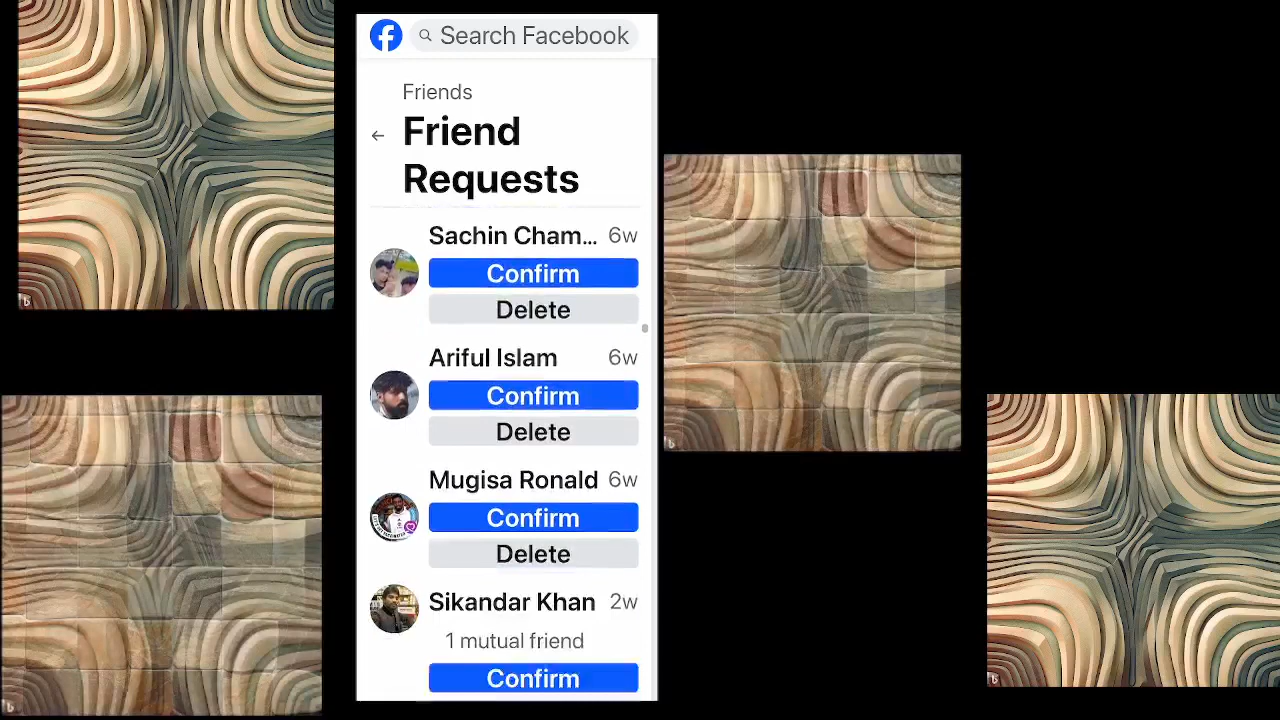 Search Facebook
Friends
Friend
Requests
Sachin Cham... 6w
Confirm
Delete
Ariful Islam 6w
Confirm
Delete
Mugisa Ronald 6w
Confirm
Delete
Sikandar Khan 2w
1 mutual friend
Confirm